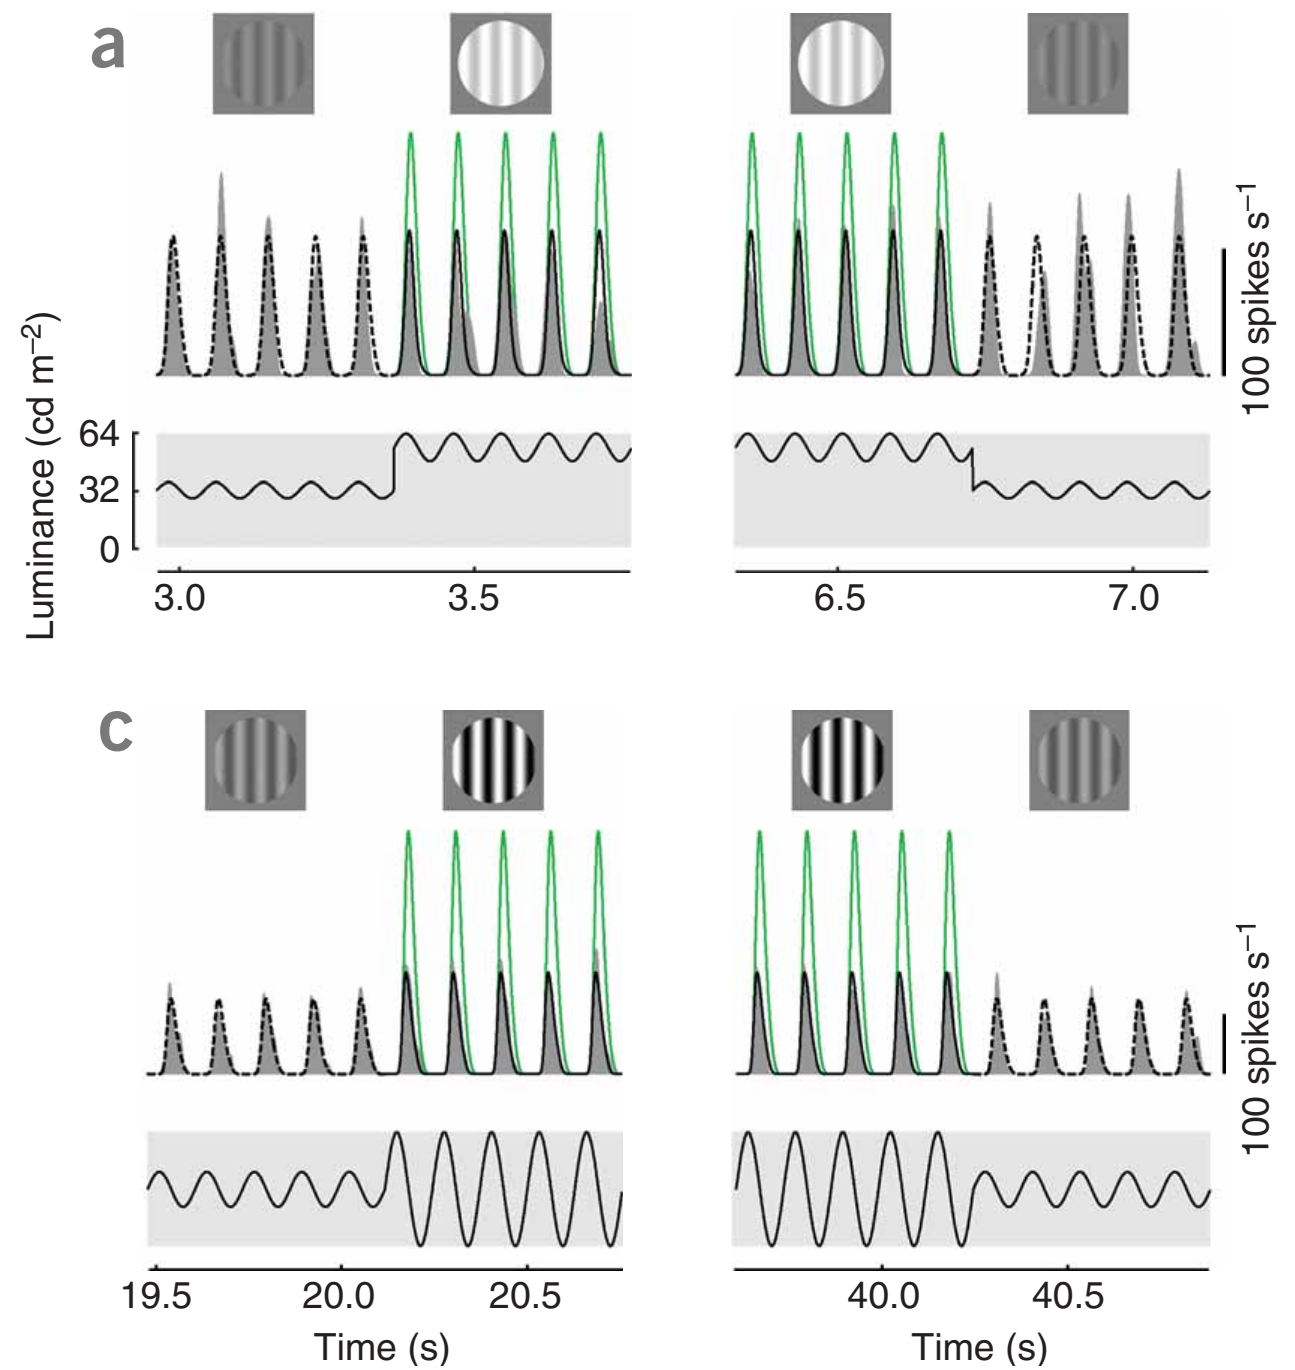 a
100 spikes s⁻¹
Luminance (cd m⁻²)
64
32
0
3.0 3.5 6.5 7.0
c
100 spikes s⁻¹
19.5 20.0 20.5 40.0 40.5
Time (s) Time (s)